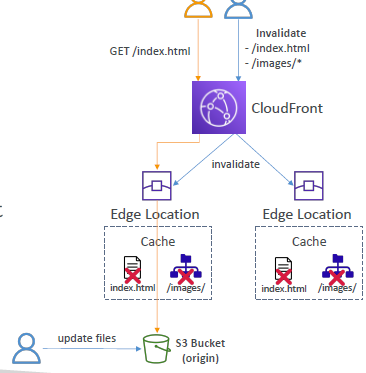 Invalidate
GET /index.html
- /index.html
- /images/*
CloudFront
invalidate
Edge Location
Edge Location
Cache
Cache
index.html
/images/
index.html
/images/
update files
S3 Bucket
(origin)